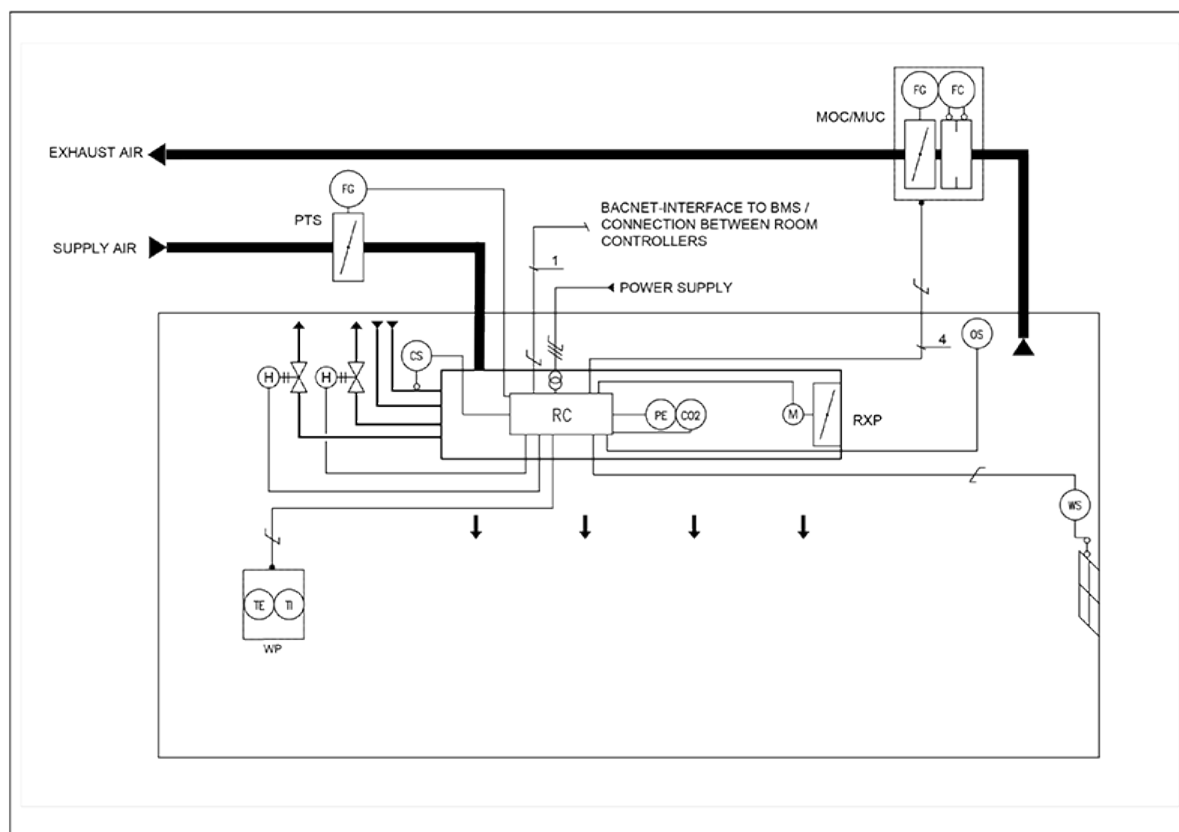 FG FC
MOC/MUC
EXHAUST AIR
FG
PTS
BACNET-INTERFACE TO BMS /
CONNECTION BETWEEN ROOM
CONTROLLERS
SUPPLY AIR
1
POWER SUPPLY
4
OS
CS
H
H
RC
PE CO2
M
RXP
WS
TE TI
WP